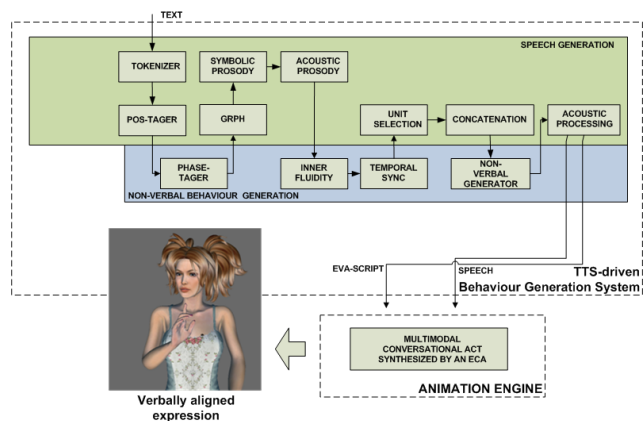 TEXT
SPEECH GENERATION
TOKENIZER
SYMBOLIC
PROSODY
ACOUSTIC
PROSODY
POS-TAGER
GRPH
UNIT
SELECTION
CONCATENATION
ACOUSTIC
PROCESSING
PHASE-
TAGER
INNER
FLUIDITY
TEMPORAL
SYNC
NON-
VERBAL
GENERATOR
NON-VERBAL BEHAVIOUR GENERATION
EVA-SCRIPT
SPEECH
TTS-driven
Behaviour Generation System
MULTIMODAL
CONVERSATIONAL ACT
SYNTHESIZED BY AN ECA
ANIMATION ENGINE
Verbally aligned
expression